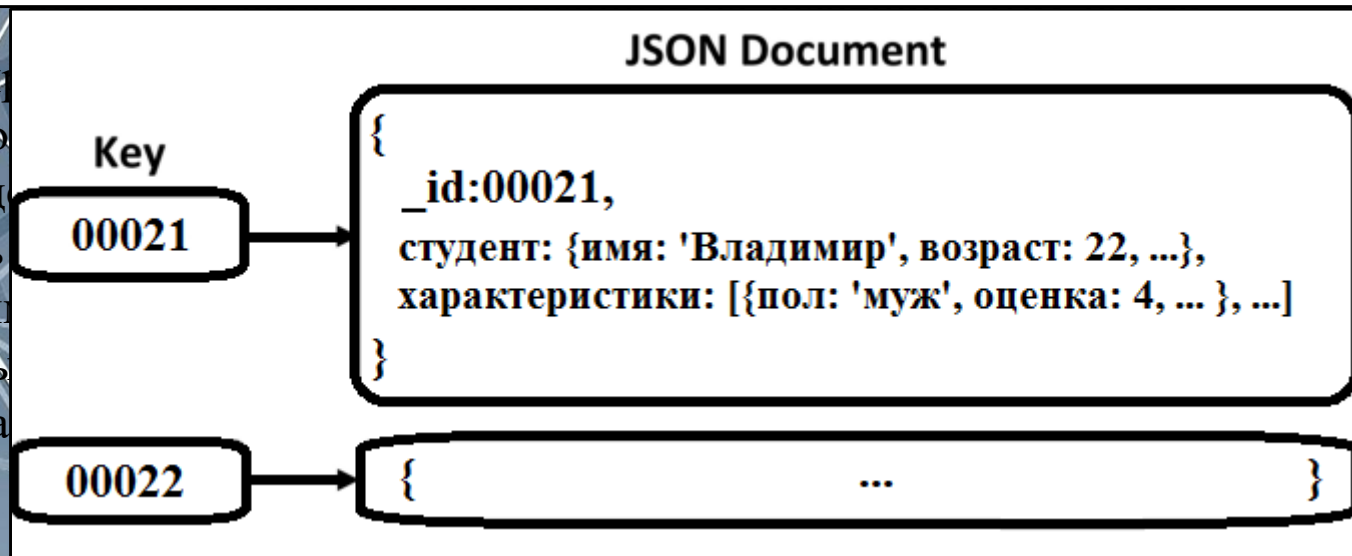 JSON Document
Key
{
_id:00021,
00021
студент: {имя: 'Владимир', возраст: 22, ...},
характеристики: [{пол: 'муж', оценка: 4, ... }, ...]
}
00022
{ ... }